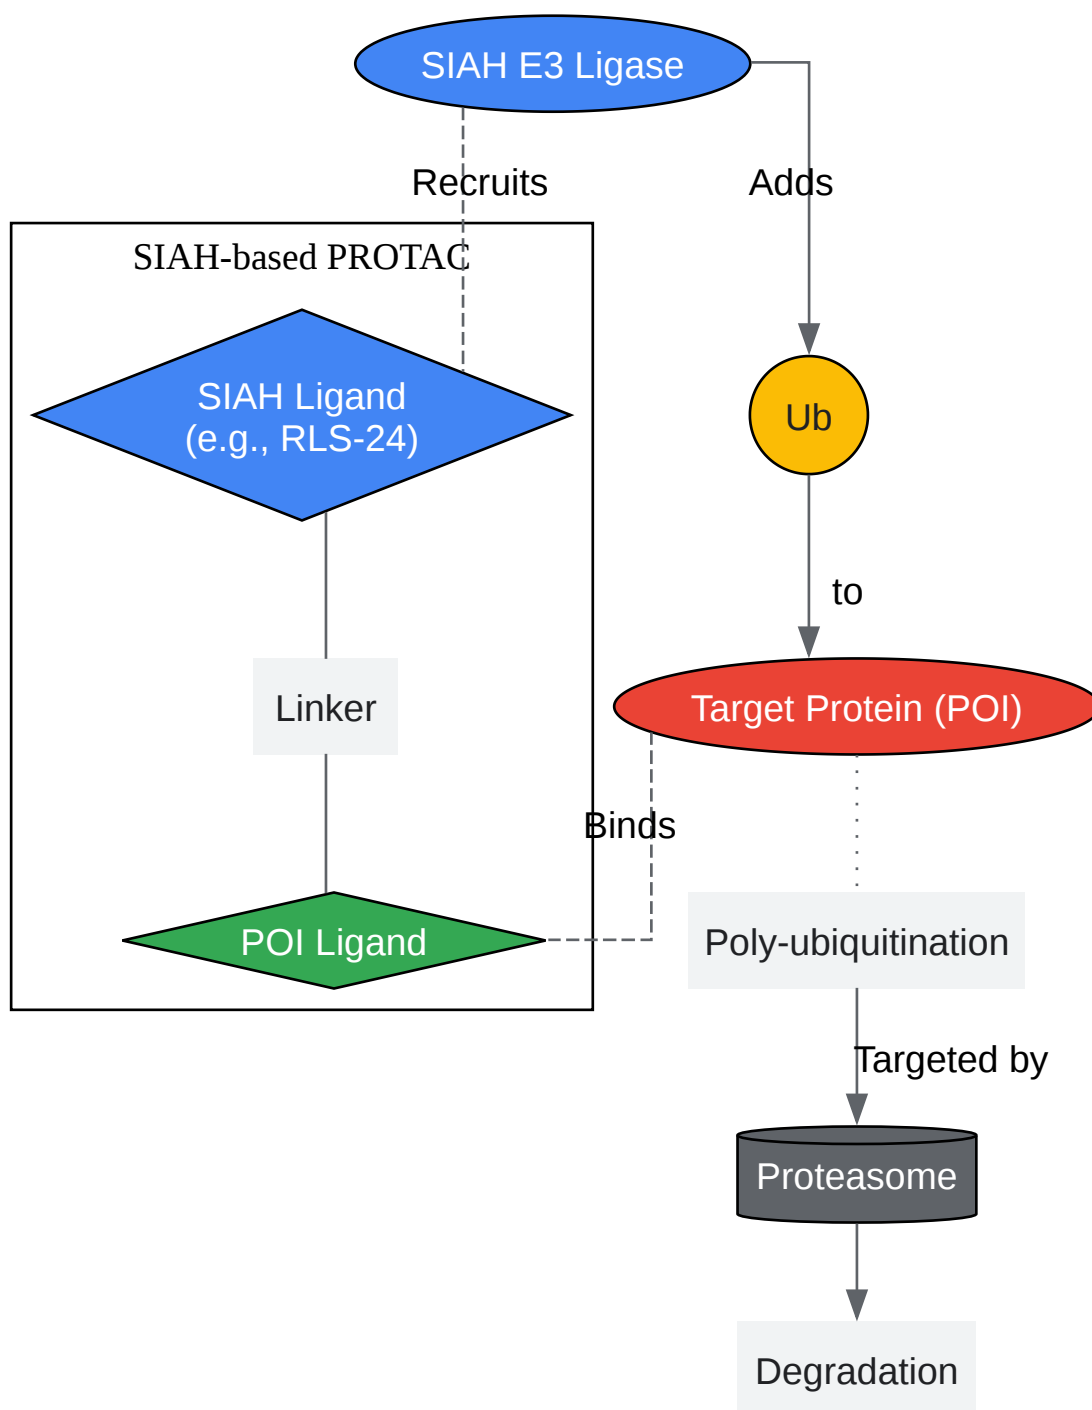 SIAH E3 Ligase
Recruits
Adds
SIAH-based PROTAC
SIAH Ligand
(e.g., RLS-24)
Ub
to
Linker
Target Protein (POI)
Binds
POI Ligand
Poly-ubiquitination
Targeted by
Proteasome
Degradation